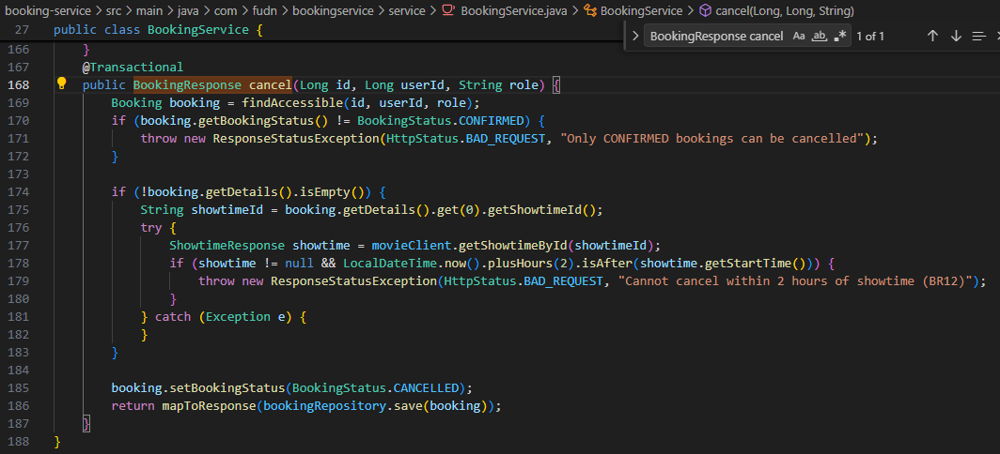 booking-service > src > main > java > com > fudn > bookingservice > service > BookingService.java > BookingService > cancel(Long, Long, String)
BookingResponse cancel Aa ab .* 1 of 1
27 public class BookingService {
166 }
167 @Transactional
168 public BookingResponse cancel(Long id, Long userId, String role) {
169 Booking booking = findAccessible(id, userId, role);
170 if (booking.getBookingStatus() != BookingStatus.CONFIRMED) {
171 throw new ResponseStatusException(HttpStatus.BAD_REQUEST, "Only CONFIRMED bookings can be cancelled");
172 }
173
174 if (!booking.getDetails().isEmpty()) {
175 String showtimeId = booking.getDetails().get(0).getShowtimeId();
176 try {
177 ShowtimeResponse showtime = movieClient.getShowtimeById(showtimeId);
178 if (showtime != null && LocalDateTime.now().plusHours(2).isAfter(showtime.getStartTime())) {
179 throw new ResponseStatusException(HttpStatus.BAD_REQUEST, "Cannot cancel within 2 hours of showtime (BR12)");
180 }
181 } catch (Exception e) {
182 }
183 }
184
185 booking.setBookingStatus(BookingStatus.CANCELLED);
186 return mapToResponse(bookingRepository.save(booking));
187 }
188 }